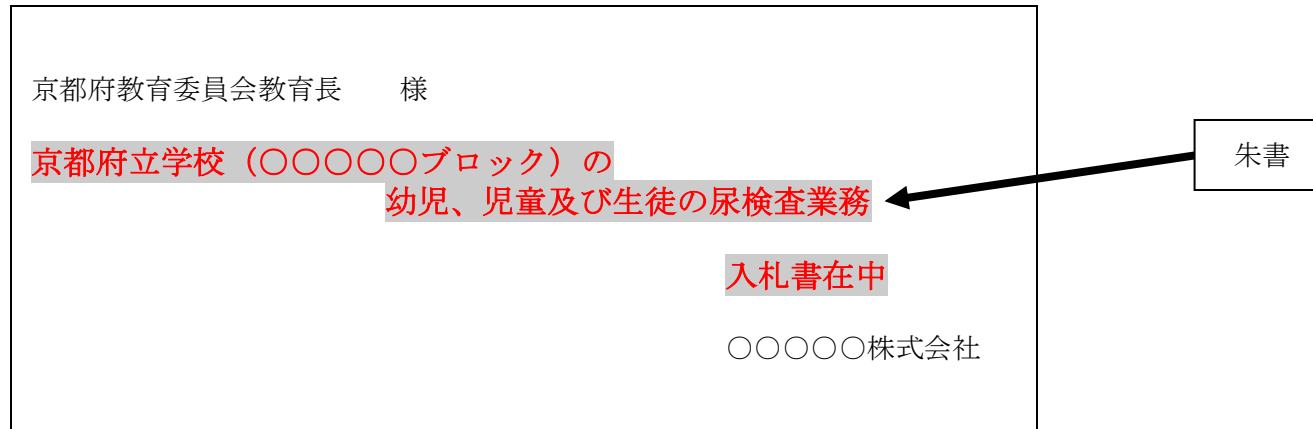 京都府教育委員会教育長　　様
京都府立学校（○○○○○ブロック）の
幼児、児童及び生徒の尿検査業務
朱書
入札書在中
○○○○○株式会社